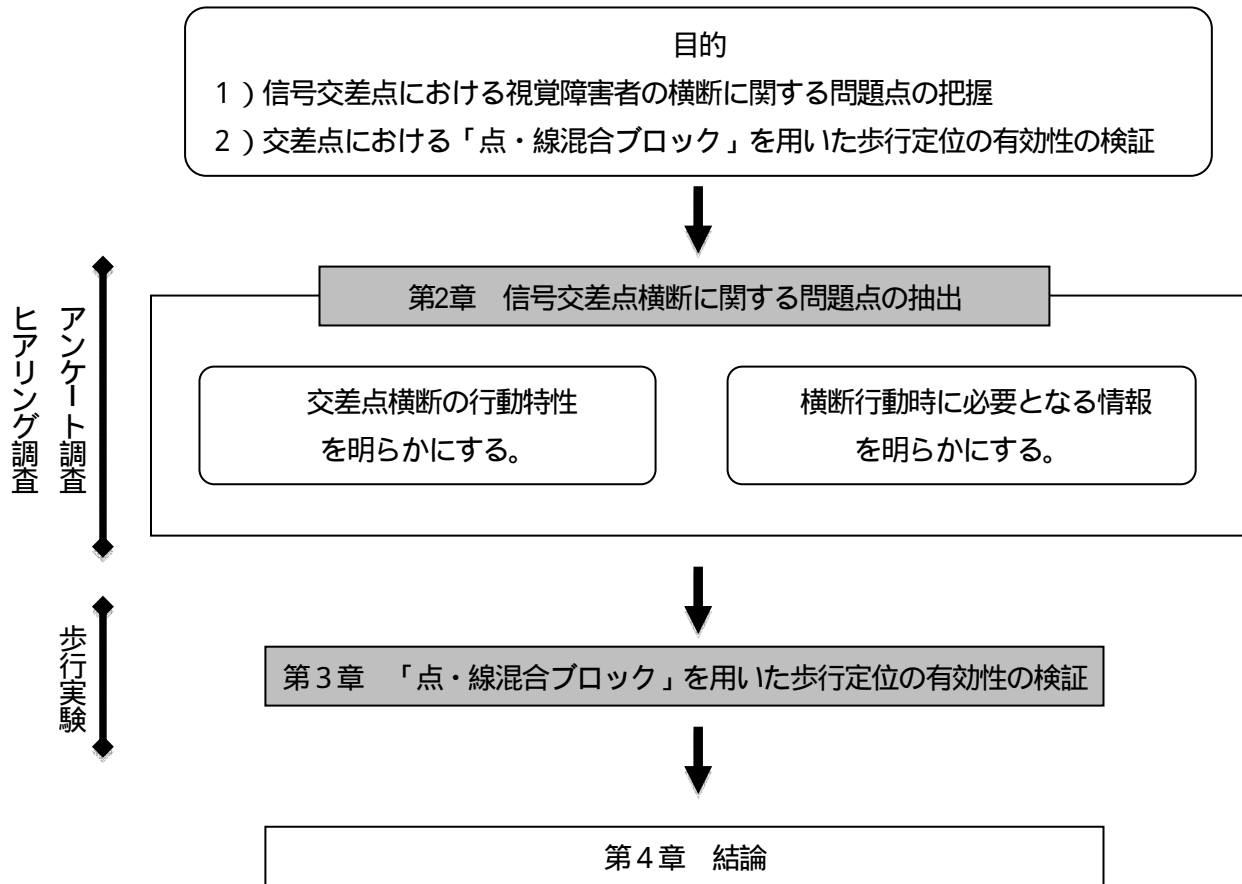 目的
1）信号交差点における視覚障害者の横断に関する問題点の把握
2）交差点における「点・線混合ブロック」を用いた歩行定位の有効性の検証
アンケート調査
ヒアリング調査
第2章　信号交差点横断に関する問題点の抽出
交差点横断の行動特性
を明らかにする。
横断行動時に必要となる情報
を明らかにする。
歩行実験
第３章　「点・線混合ブロック」を用いた歩行定位の有効性の検証
第４章　結論